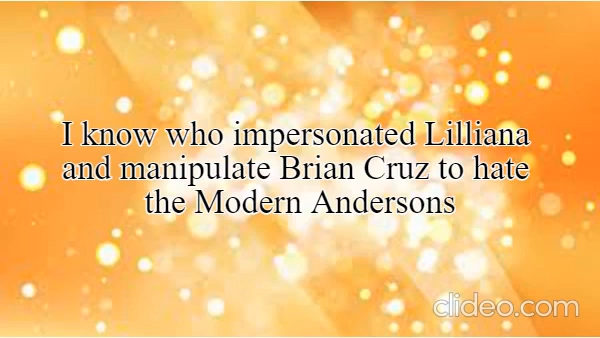 I know who impersonated Lilliana
and manipulate Brian Cruz to hate
the Modern Andersons
clideo.com